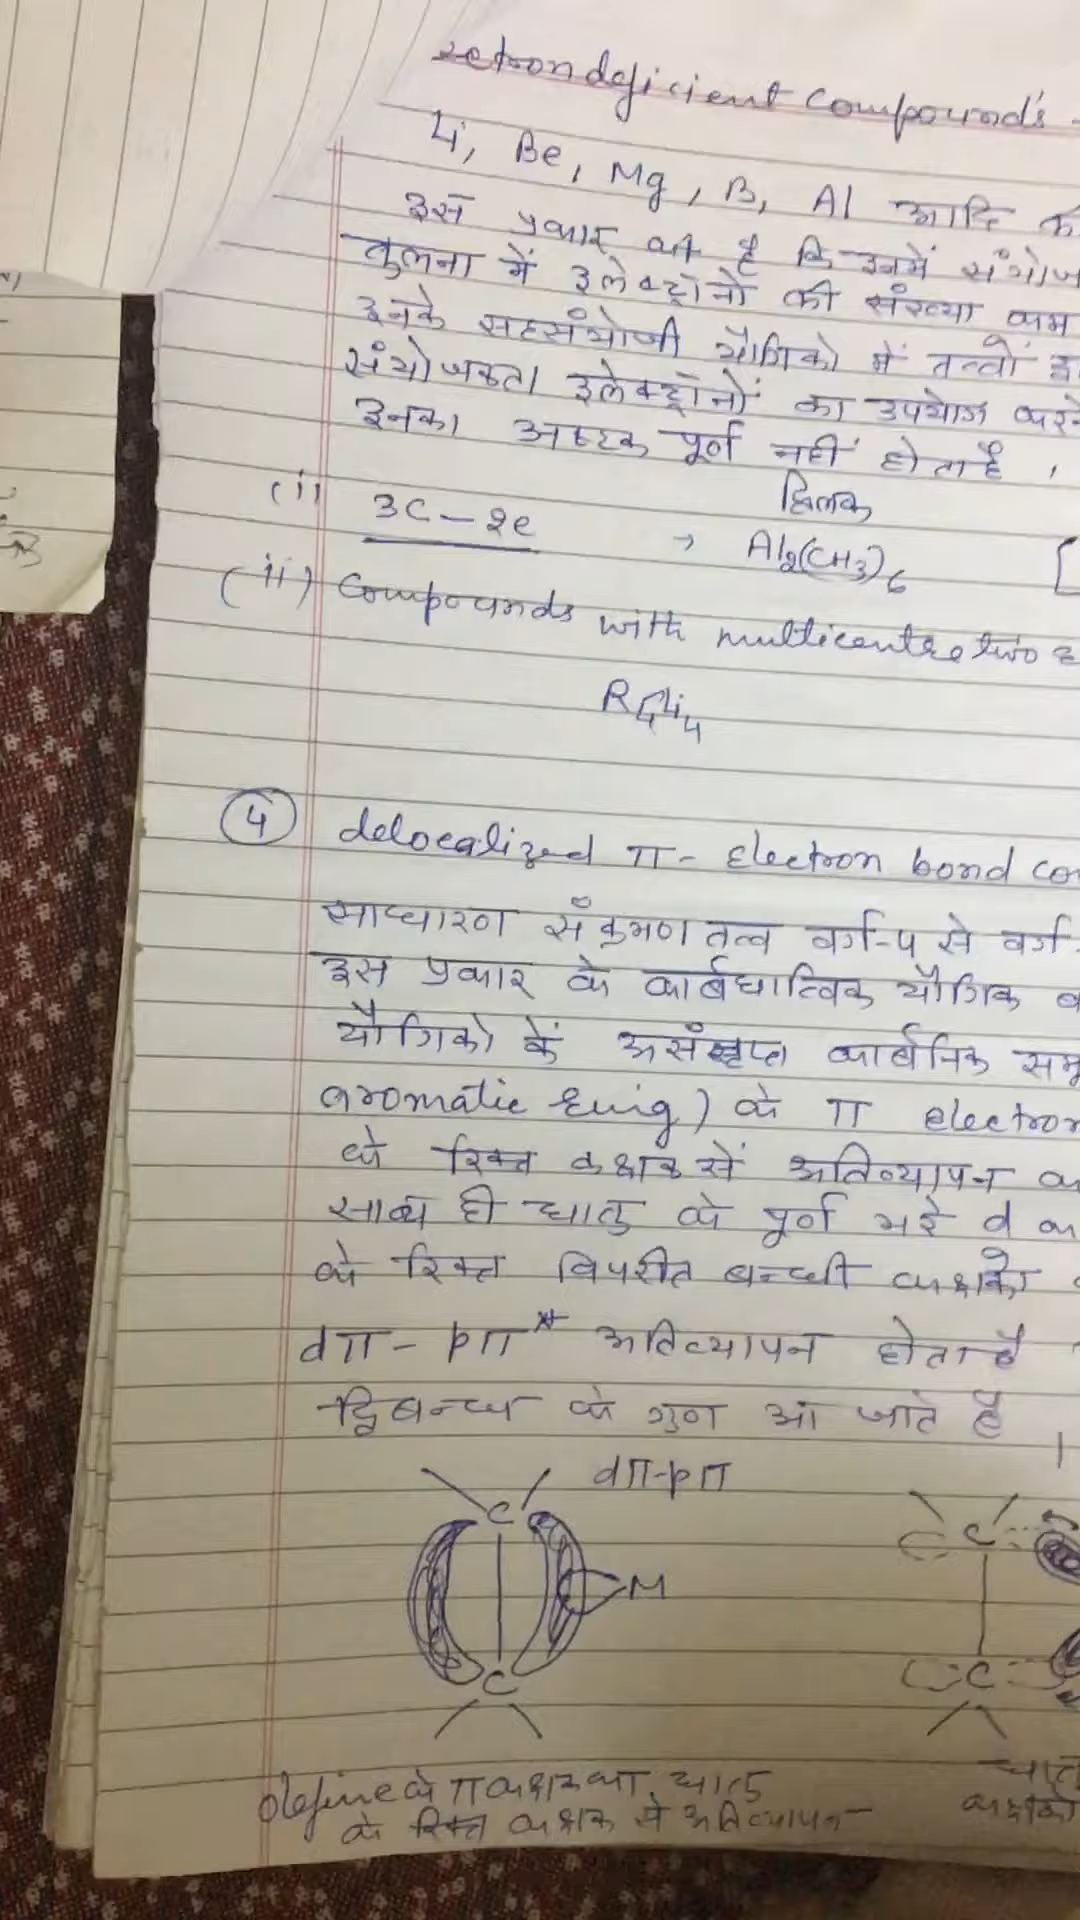 deficient compounds -
Li, Be, Mg, B, Al आदि
इस प्रकार का है कि इनमें
तुलना में इलेक्ट्रोनों की संख्या कम
इनके सहसंयोजी यौगिको में तत्वों
संयोजकता इलेक्ट्रोनों का उपयोग करने
इनका अष्टक पूर्ण नहीं होता है ।
द्विलक
(i) 3C-2e → Al2(CH3)6 [
(ii) Compounds with multicentre two
R4Li4
4 delocalized π- Electron bond co
साधारण संक्रमण तत्व वर्ग-4 से वर्ग-
इस प्रकार के कार्बधात्विक यौगिक
यौगिको के असंतृप्त कार्बनिक समू
aromatic Ring) के π electron
के रिक्त कक्षक से अतिव्यापन
साथ ही धातु के पूर्ण भरे d
के रिक्त विपरीत बन्धी कक्षको
dπ- pπ* अतिव्यापन होता है
द्विबन्ध के गुण आ जाते है
dπ-pπ
C C
M
C C
के π कक्षक का धातु
के रिक्त कक्षक से अतिव्यापन